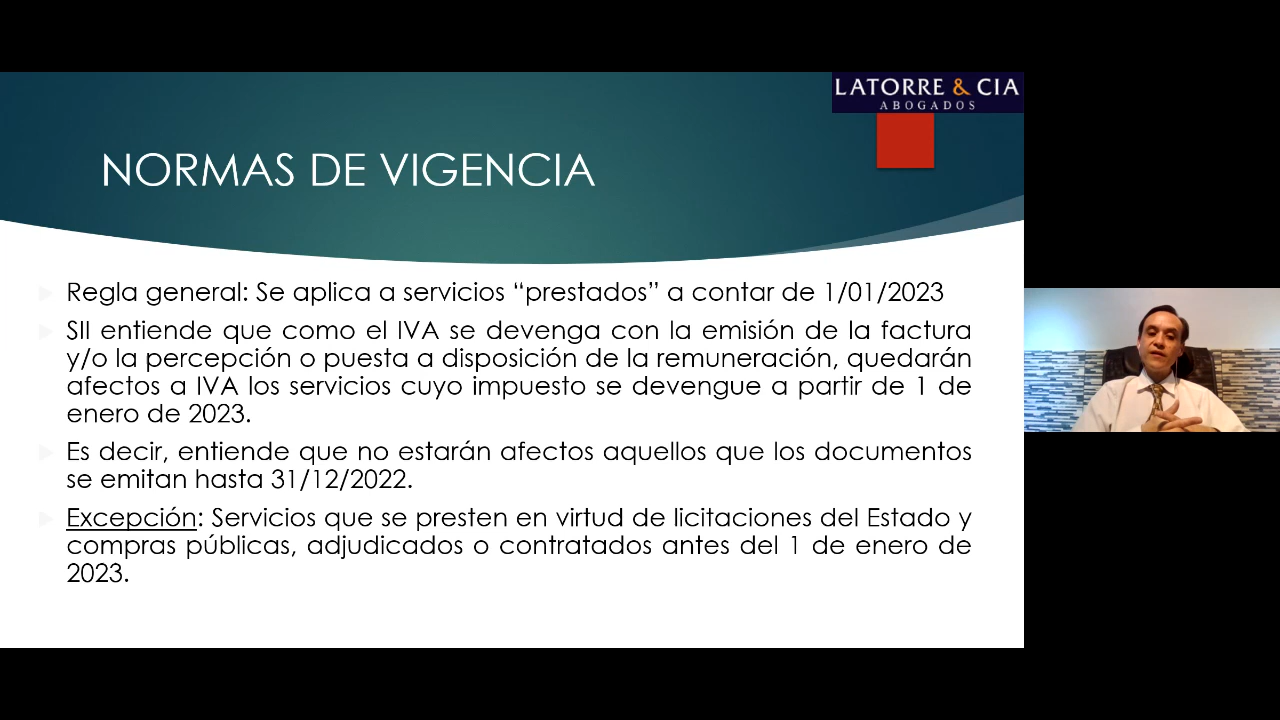 LATORRE & CIA
ABOGADOS
NORMAS DE VIGENCIA
Regla general: Se aplica a servicios “prestados” a contar de 1/01/2023
SII entiende que como el IVA se devenga con la emisión de la factura
y/o la percepción o puesta a disposición de la remuneración, quedarán
afectos a IVA los servicios cuyo impuesto se devengue a partir de 1 de
enero de 2023.
Es decir, entiende que no estarán afectos aquellos que los documentos
se emitan hasta 31/12/2022.
Excepción: Servicios que se presten en virtud de licitaciones del Estado y
compras públicas, adjudicados o contratados antes del 1 de enero de
2023.